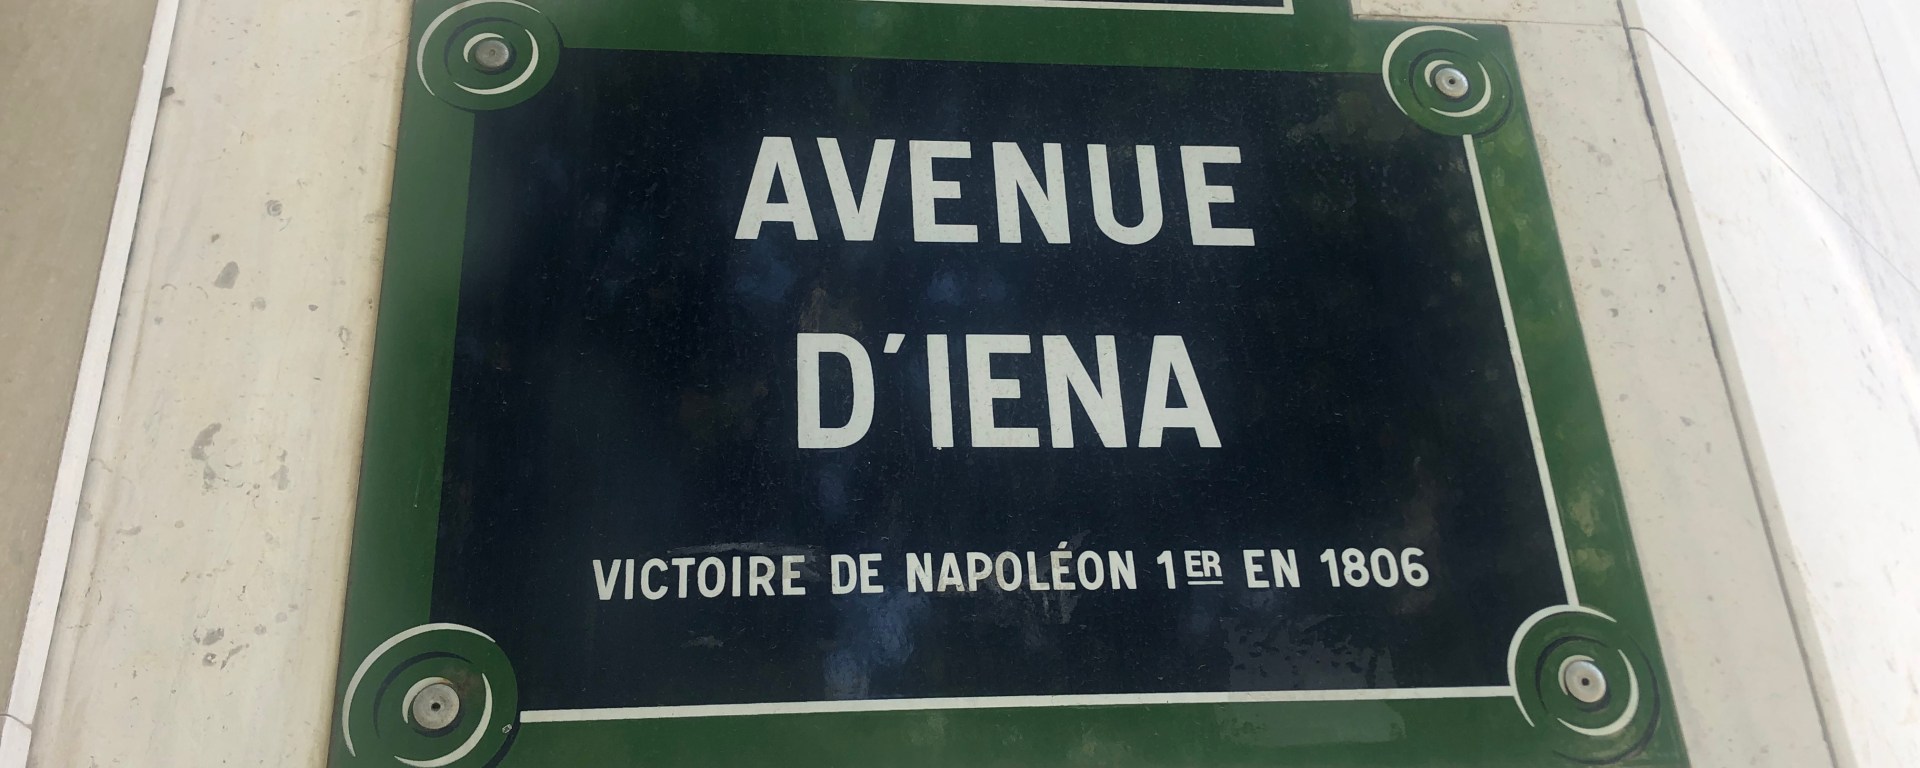 AVENUE
D'IENA
VICTOIRE DE NAPOLÉON 1ER EN 1806